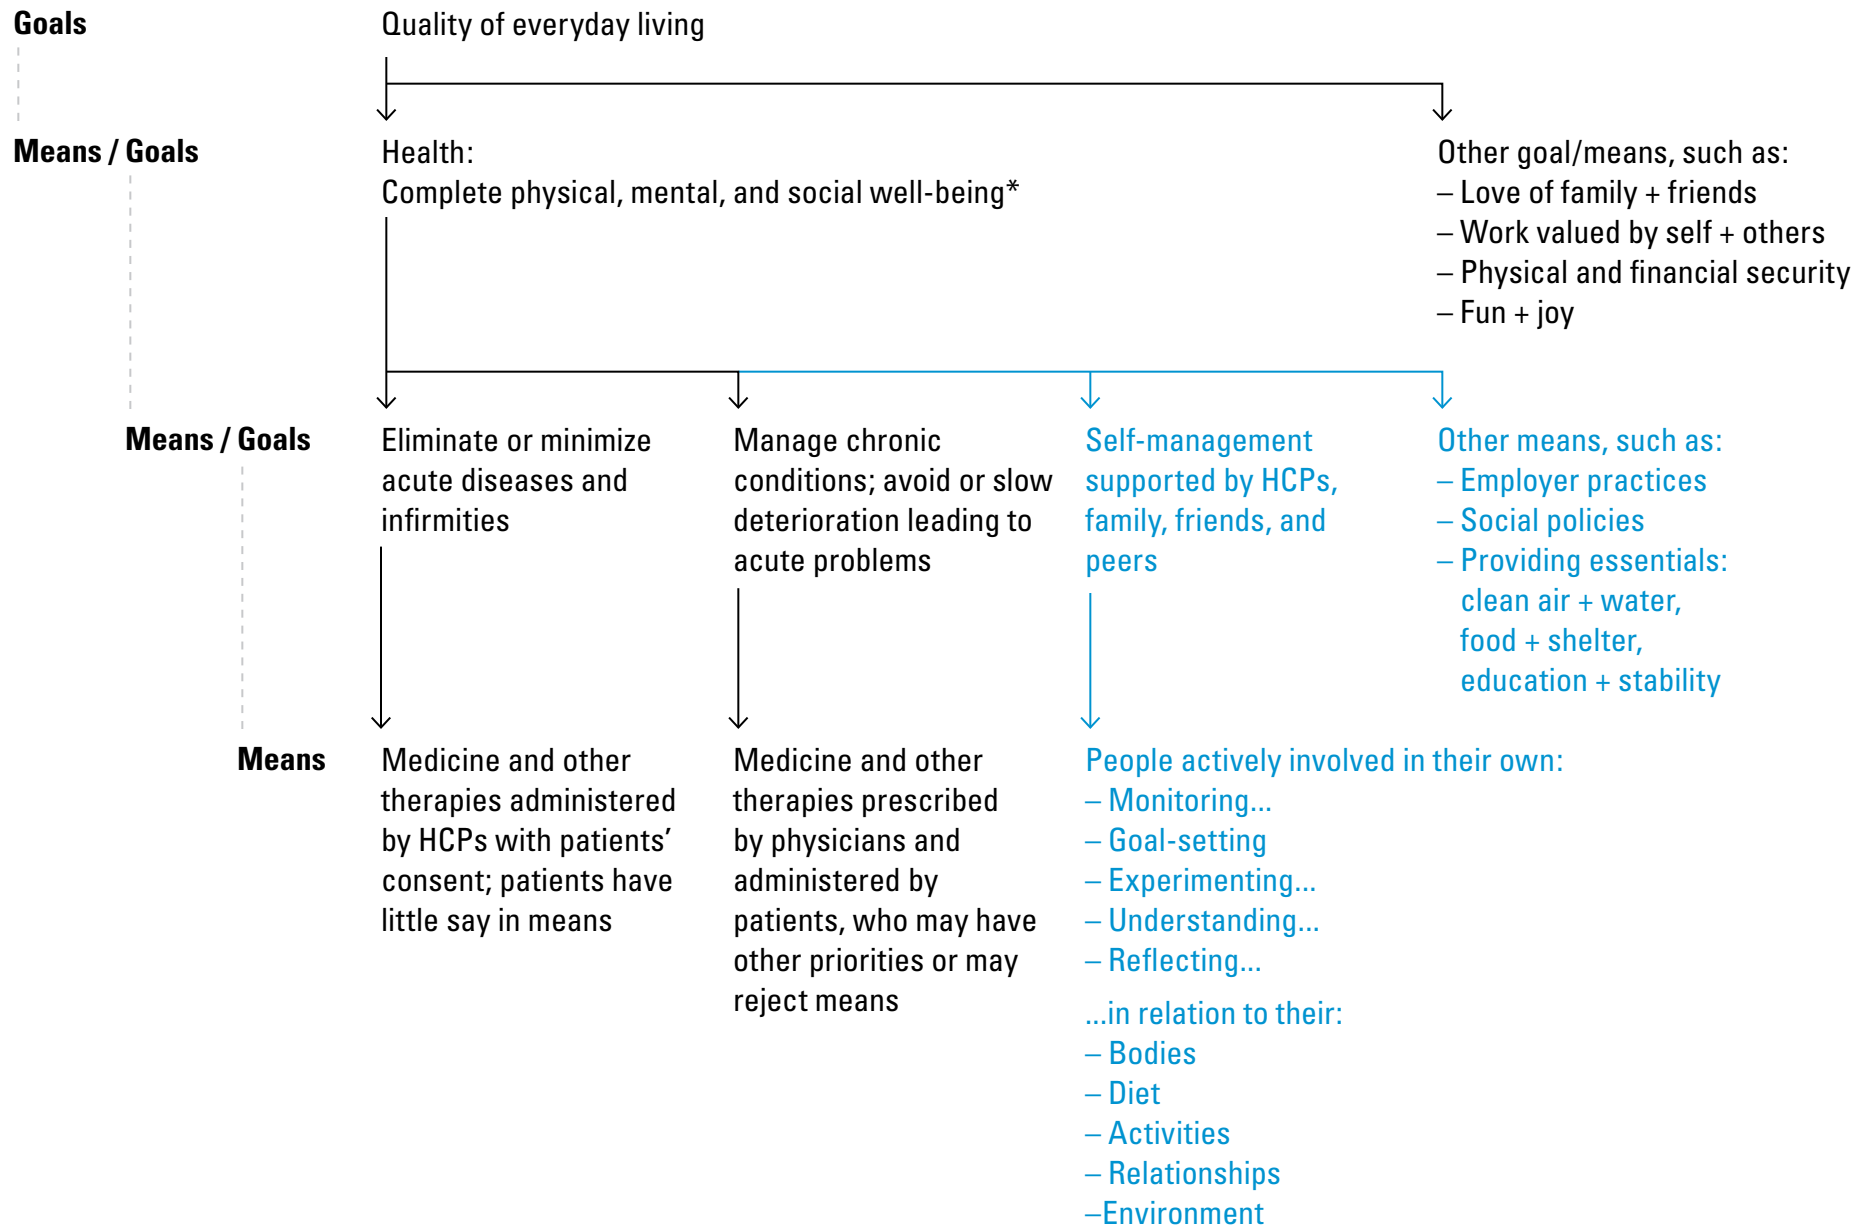 Goals
Quality of everyday living
Means / Goals
Health:
Complete physical, mental, and social well-being*
Other goal/means, such as:
– Love of family + friends
– Work valued by self + others
– Physical and financial security
– Fun + joy
Means / Goals
Eliminate or minimize
acute diseases and
infirmities
Manage chronic
conditions; avoid or slow
deterioration leading to
acute problems
Self-management
supported by HCPs,
family, friends, and
peers
Other means, such as:
– Employer practices
– Social policies
– Providing essentials:
clean air + water,
food + shelter,
education + stability
Means
Medicine and other
therapies administered
by HCPs with patients’
consent; patients have
little say in means
Medicine and other
therapies prescribed
by physicians and
administered by
patients, who may have
other priorities or may
reject means
People actively involved in their own:
– Monitoring...
– Goal-setting
– Experimenting...
– Understanding...
– Reflecting...
...in relation to their:
– Bodies
– Diet
– Activities
– Relationships
–Environment